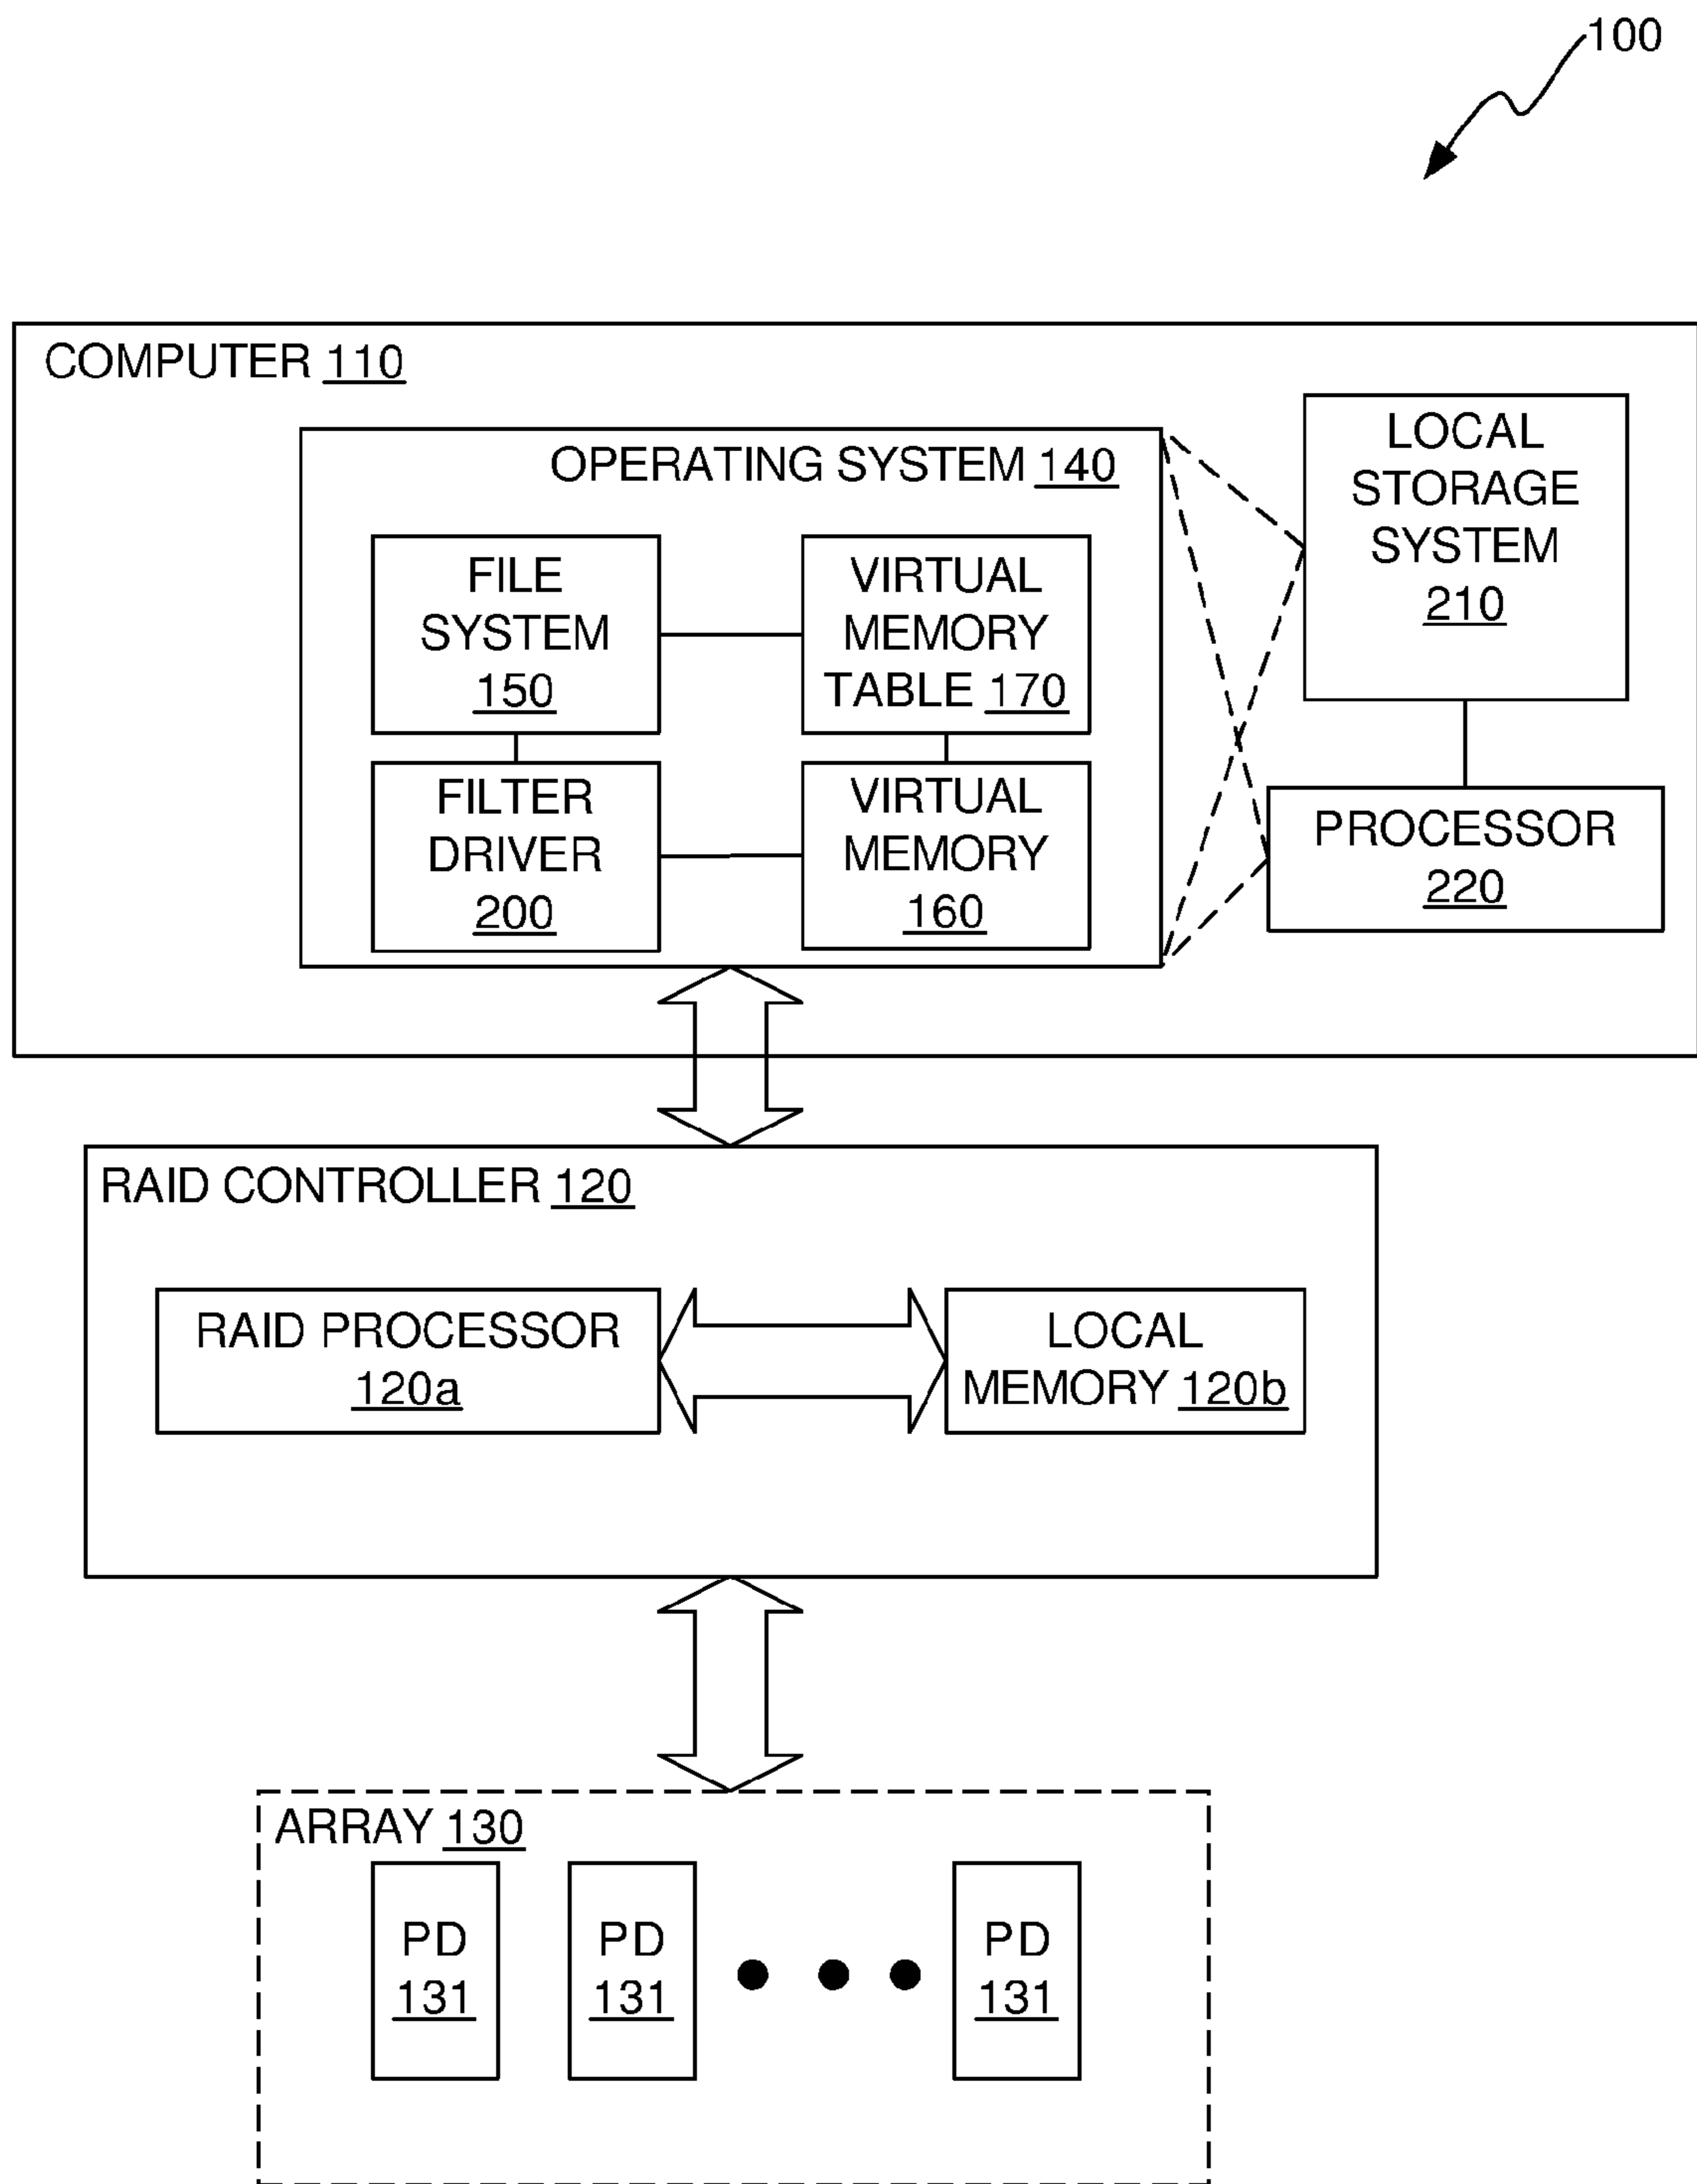 100
COMPUTER 110
OPERATING SYSTEM 140
LOCAL
STORAGE
SYSTEM
210
FILE
SYSTEM
150
VIRTUAL
MEMORY
TABLE 170
FILTER
DRIVER
200
VIRTUAL
MEMORY
160
PROCESSOR
220
RAID CONTROLLER 120
RAID PROCESSOR
120a
LOCAL
MEMORY 120b
ARRAY 130
PD
131
PD
131
PD
131